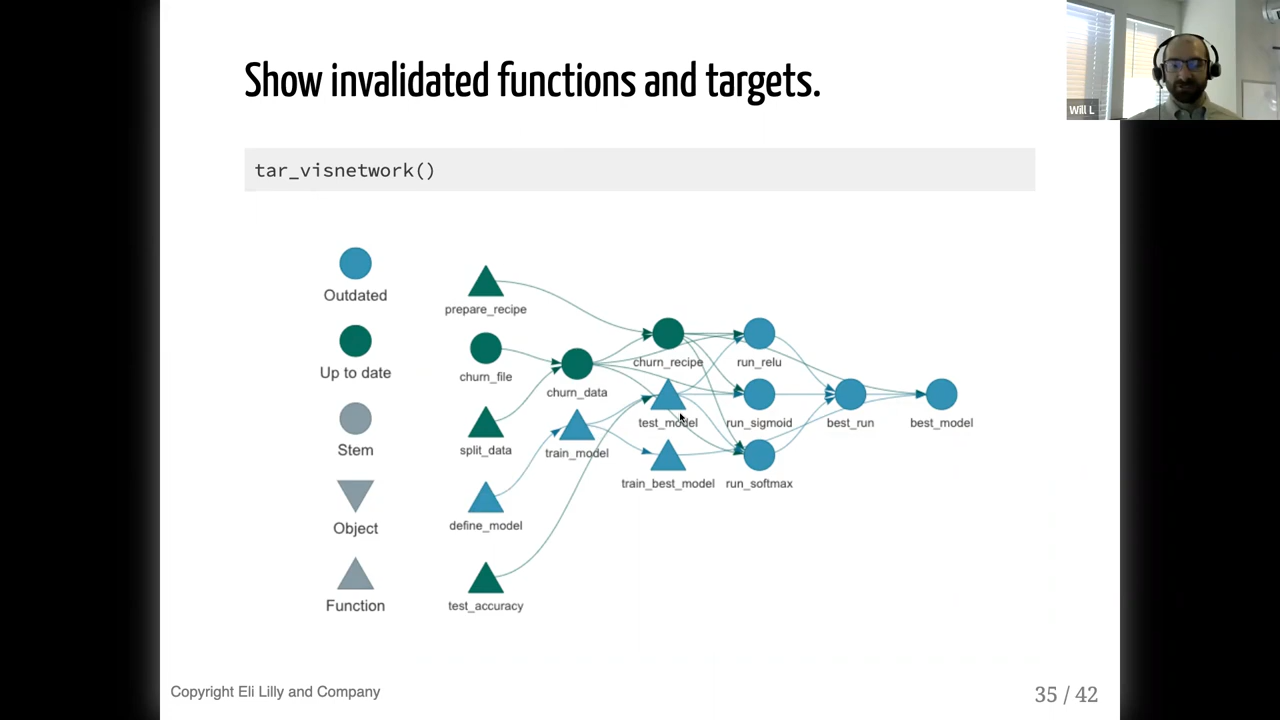 Show invalidated functions and targets.
Will L
tar_visnetwork()
Outdated
Up to date
Stem
Object
Function
prepare_recipe
churn_file
churn_data
churn_recipe
run_relu
split_data
train_model
test_model
run_sigmoid
best_run
best_model
define_model
train_best_model
run_softmax
test_accuracy
Copyright Eli Lilly and Company
35 / 42